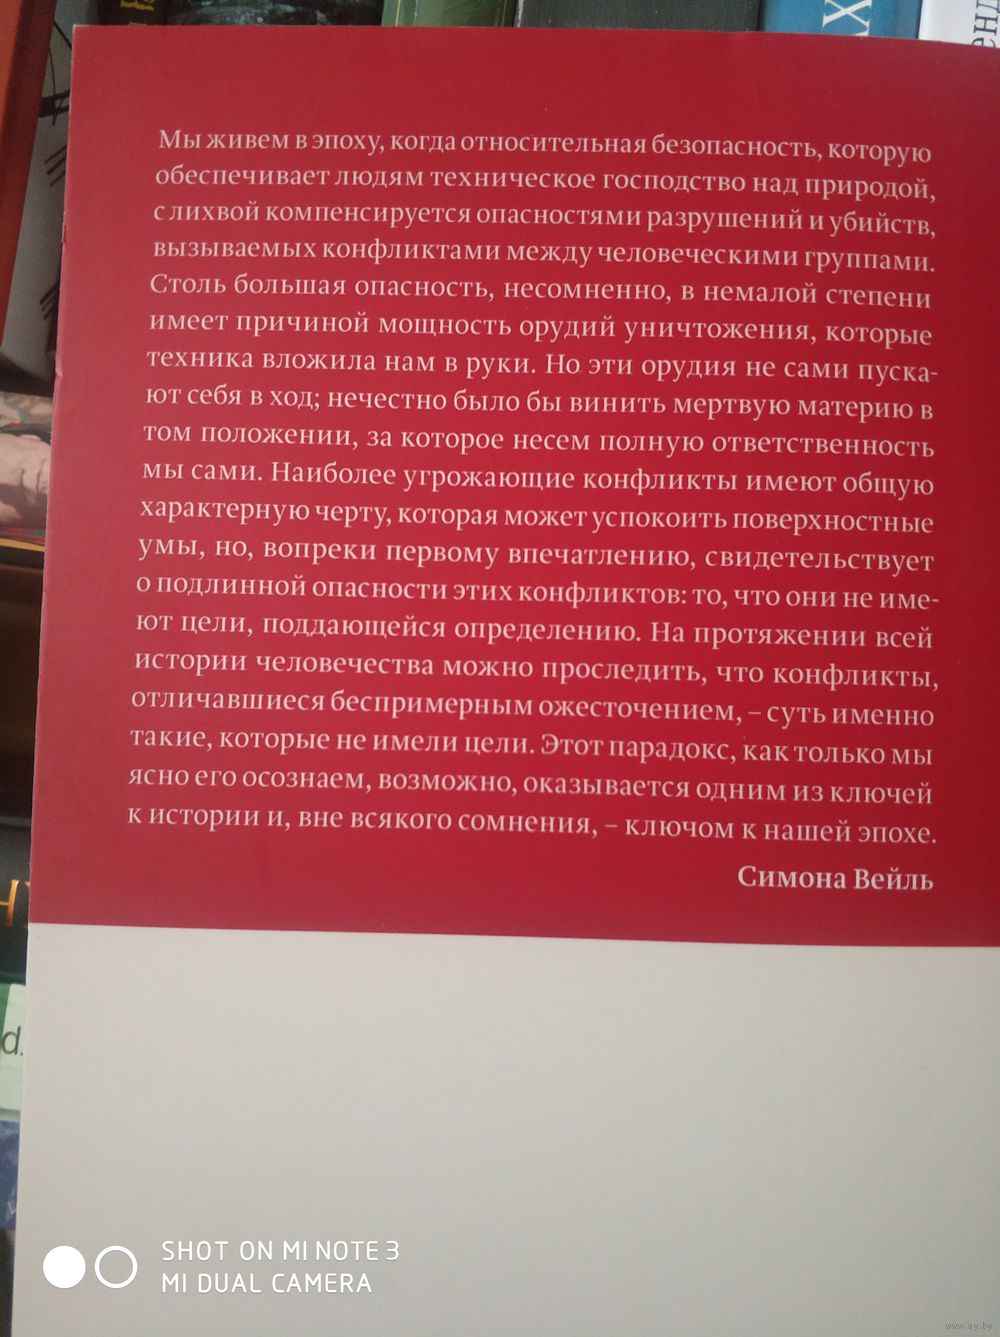 АХ
енд
Мы живем в эпоху, когда относительная безопасность, которую
обеспечивает людям техническое господство над природой,
с лихвой компенсируется опасностями разрушений и убийств,
вызываемых конфликтами между человеческими группами.
Столь большая опасность, несомненно, в немалой степени
имеет причиной мощность орудий уничтожения, которые
техника вложила нам в руки. Но эти орудия не сами пуска-
ют себя в ход; нечестно было бы винить мертвую материю в
том положении, за которое несем полную ответственность
мы сами. Наиболее угрожающие конфликты имеют общую
характерную черту, которая может успокоить поверхностные
умы, но, вопреки первому впечатлению, свидетельствует
о подлинной опасности этих конфликтов: то, что они не име-
ют цели, поддающейся определению. На протяжении всей
истории человечества можно проследить, что конфликты,
отличавшиеся беспримерным ожесточением, – суть именно
такие, которые не имели цели. Этот парадокс, как только мы
ясно его осознаем, возможно, оказывается одним из ключей
к истории и, вне всякого сомнения, – ключом к нашей эпохе.
Симона Вейль
d.
SHOT ON MI NOTE 3
MI DUAL CAMERA
www.ay.by